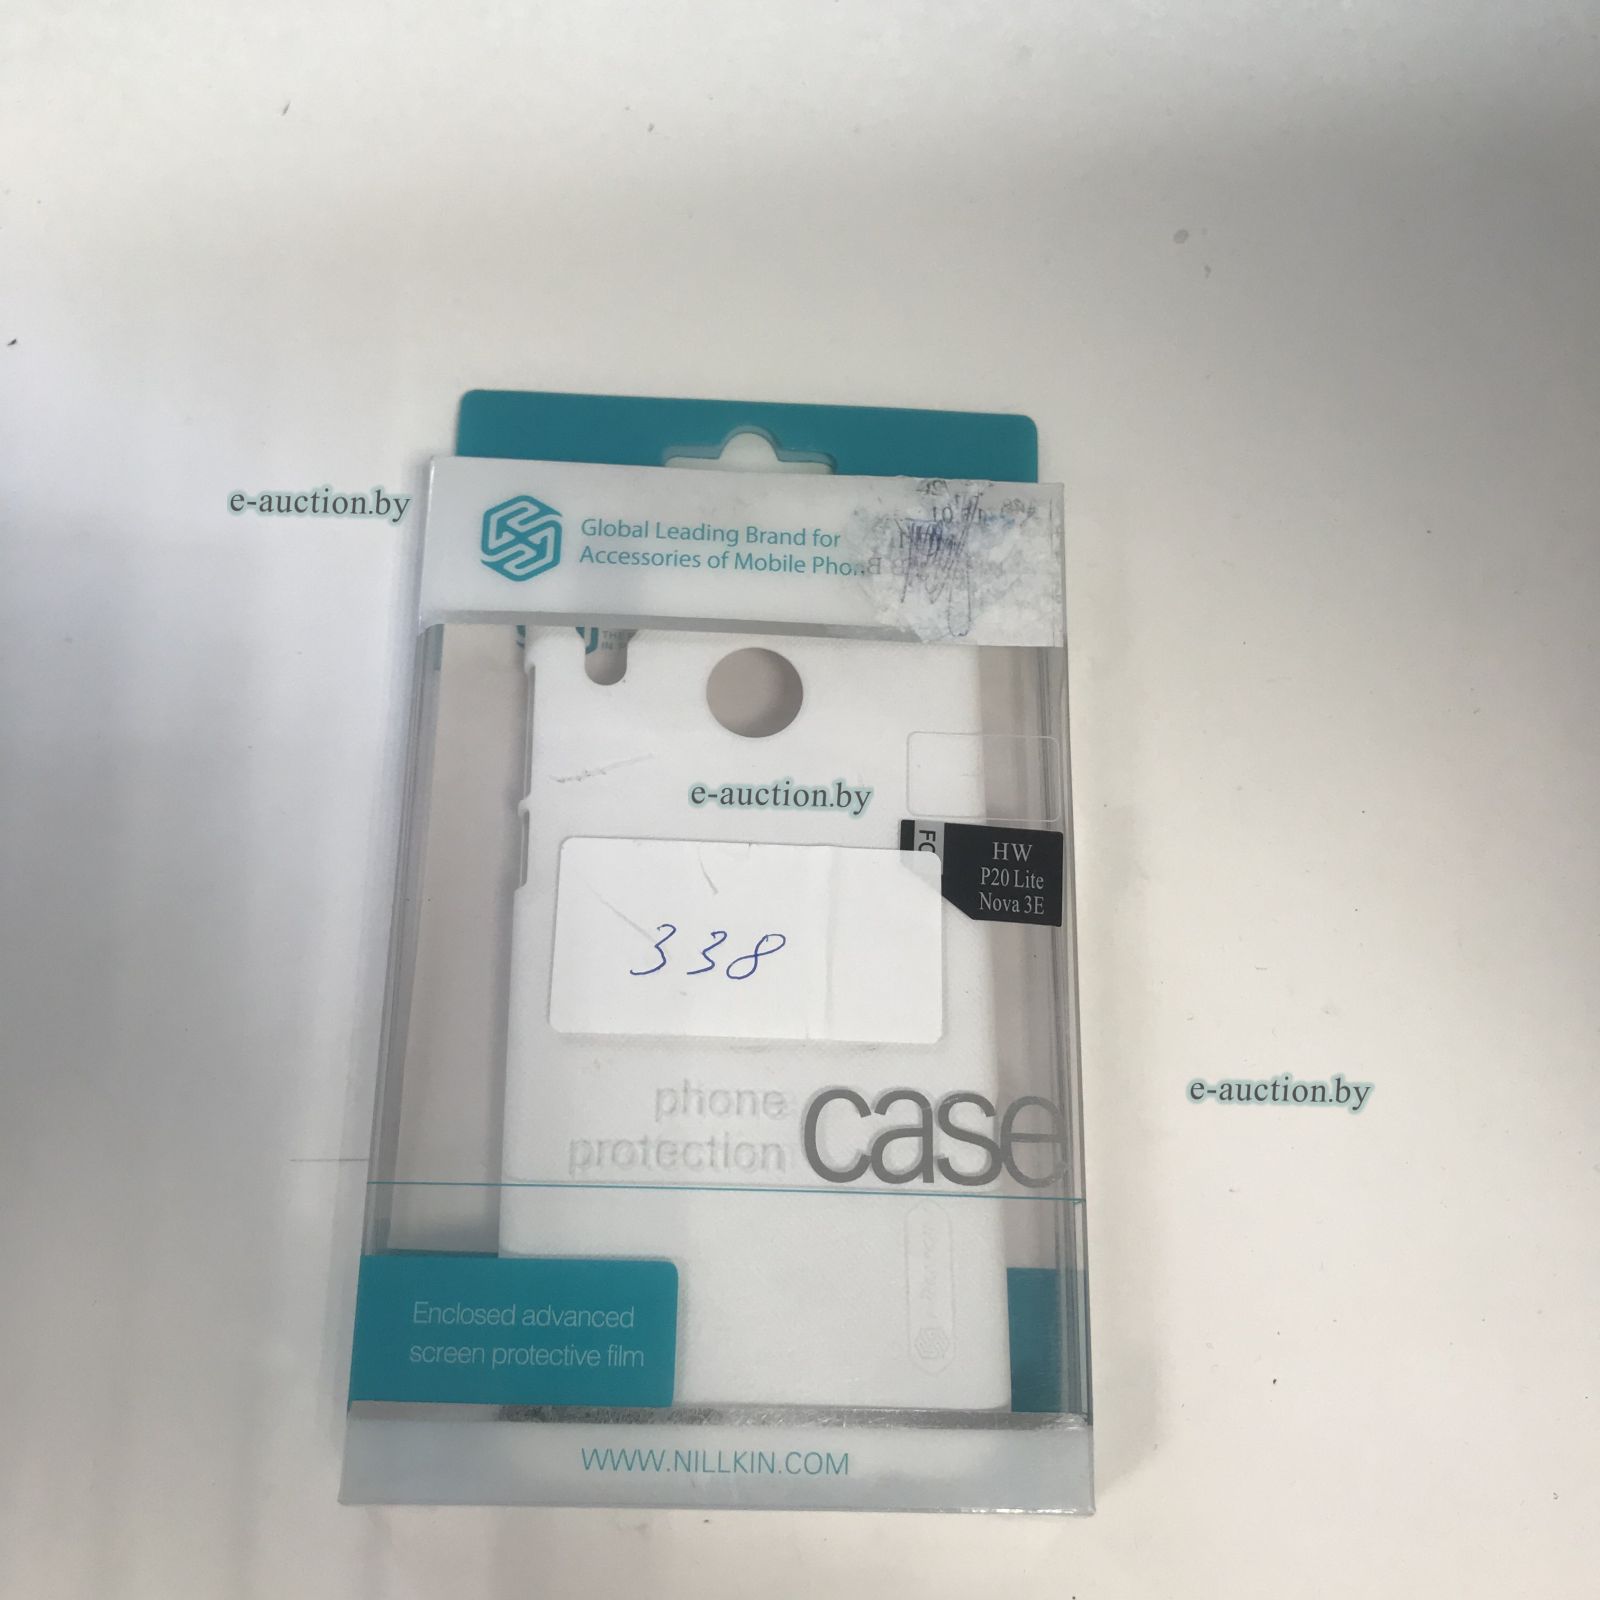 e-auction.by
Global Leading Brand for
Accessories of Mobile
e-auction.by
HW
P20 Lite
Nova 3E
338
phone
protection
case
e-auction.by
Enclosed advanced
screen protective film
WWW.NILLKIN.COM